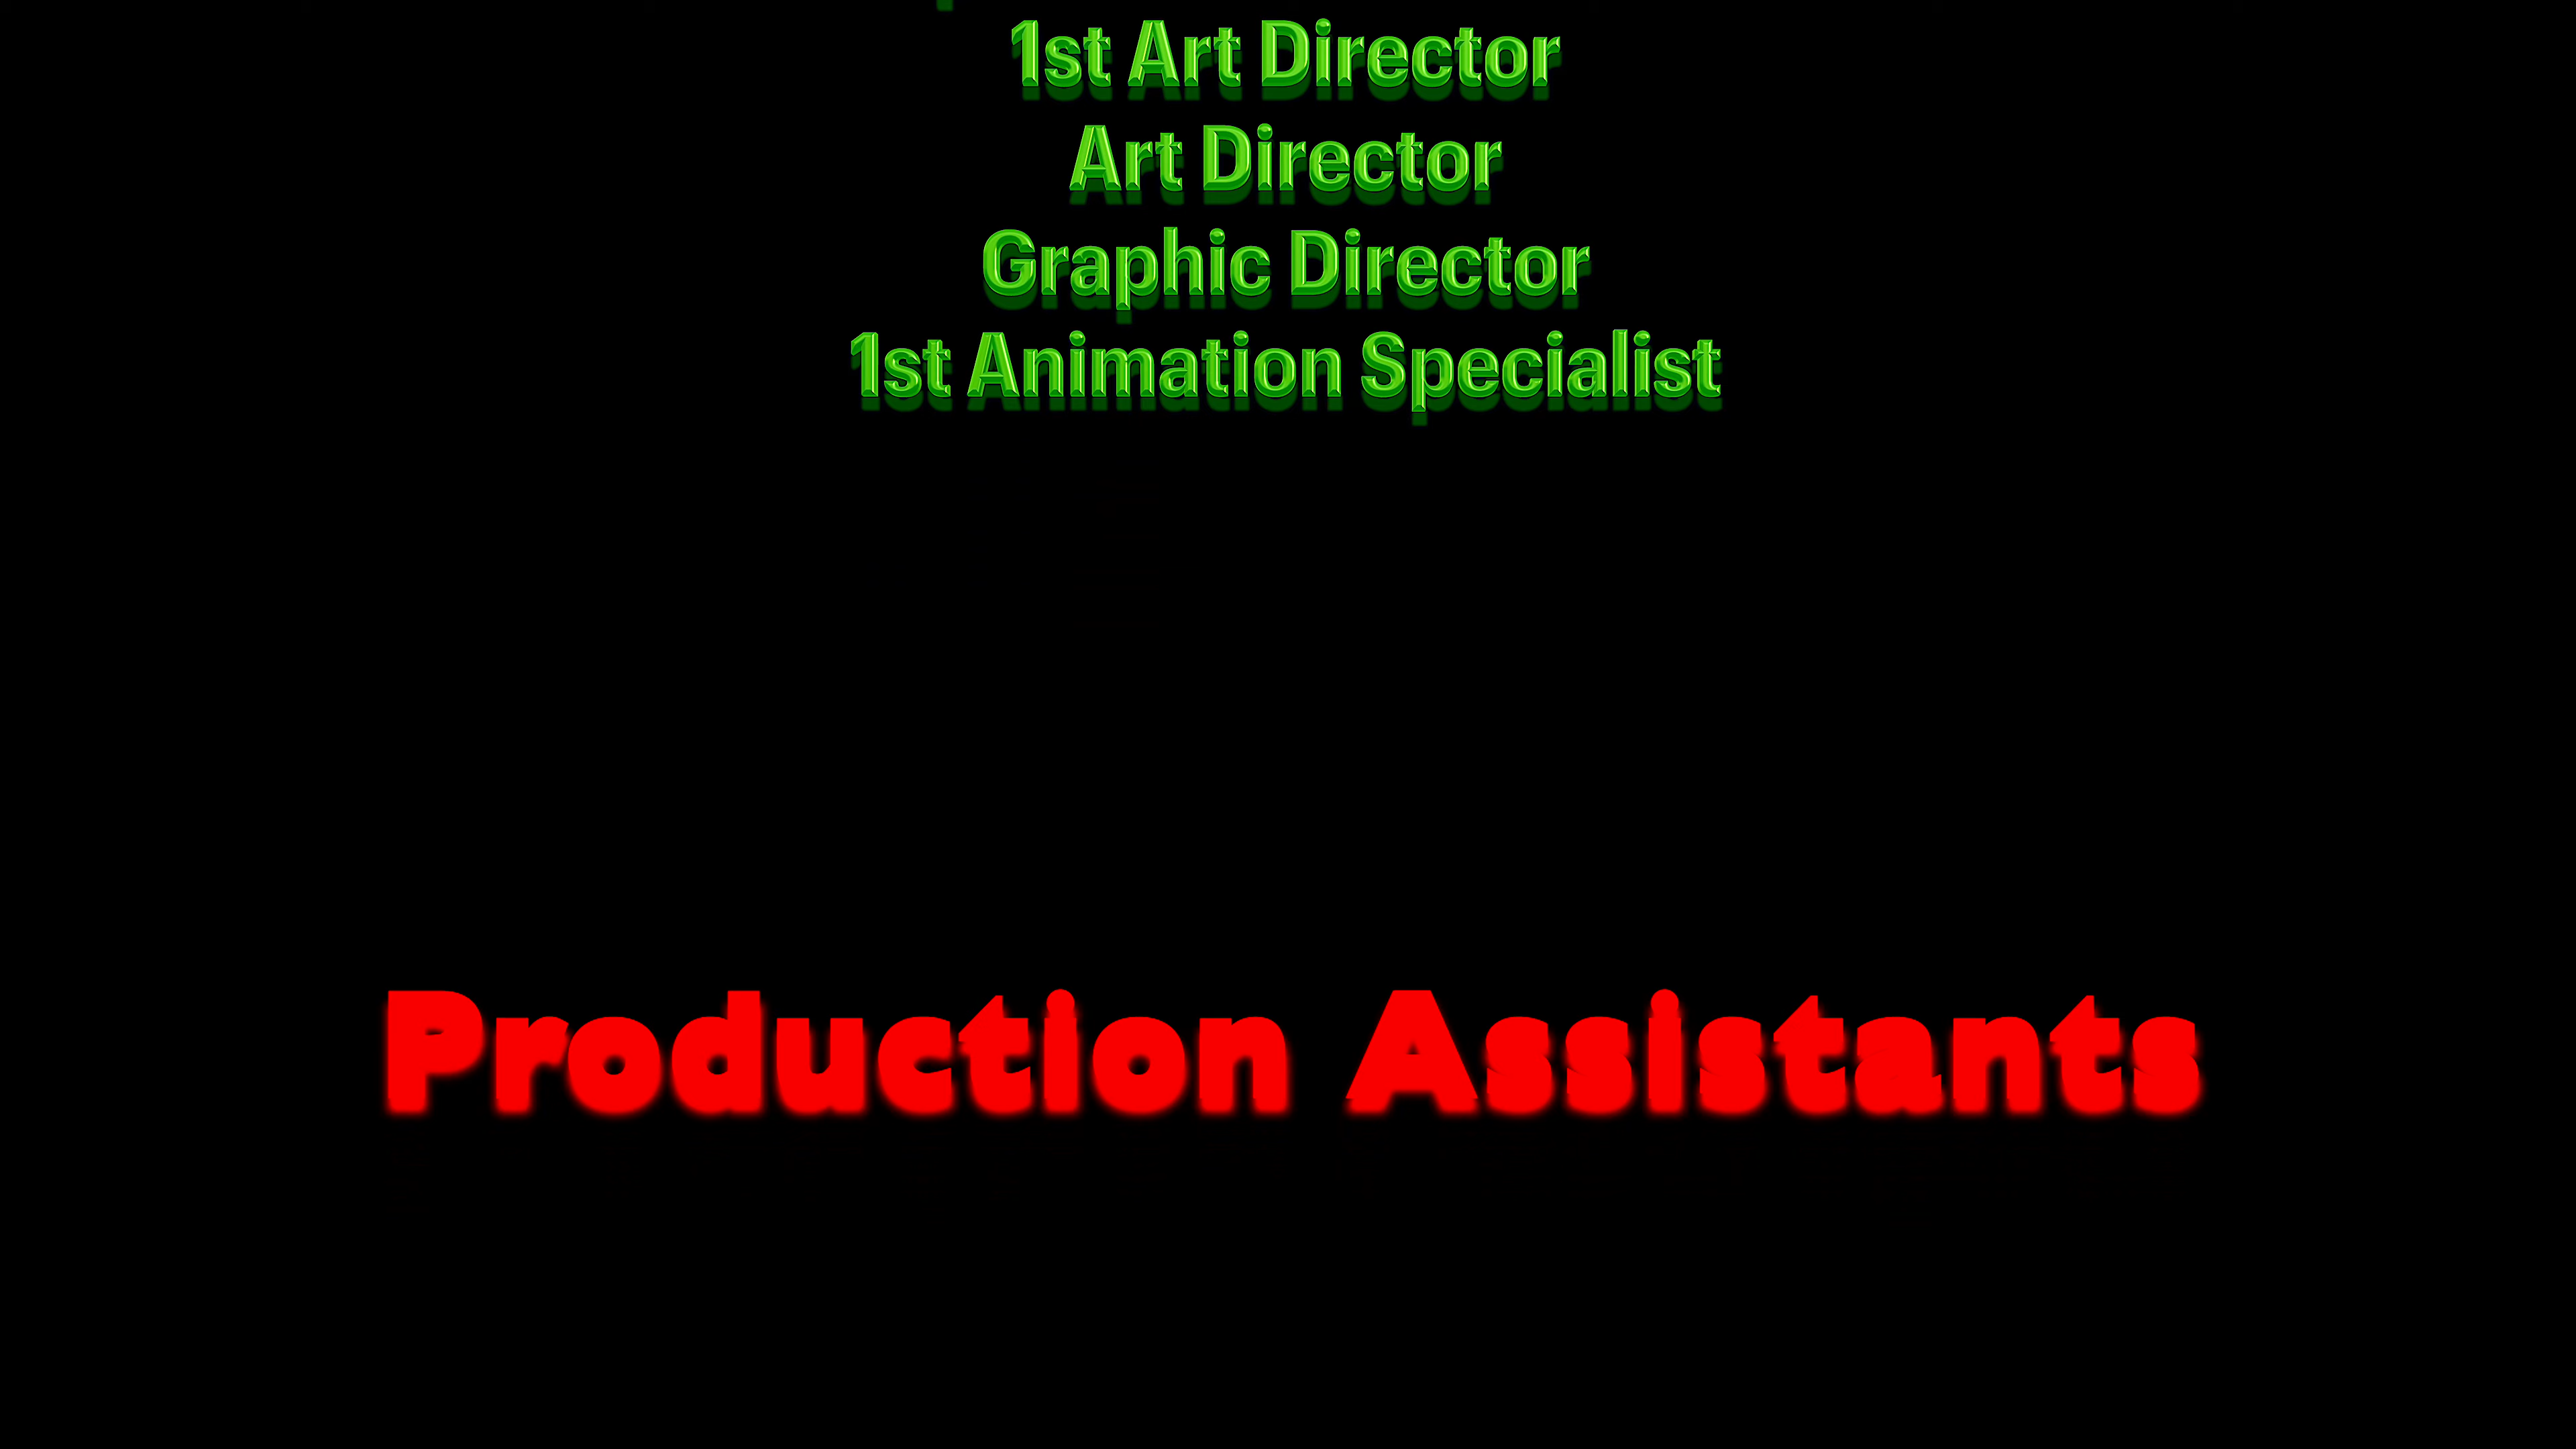 1st Art Director
Art Director
Graphic Director
1st Animation Specialist
Production Assistants